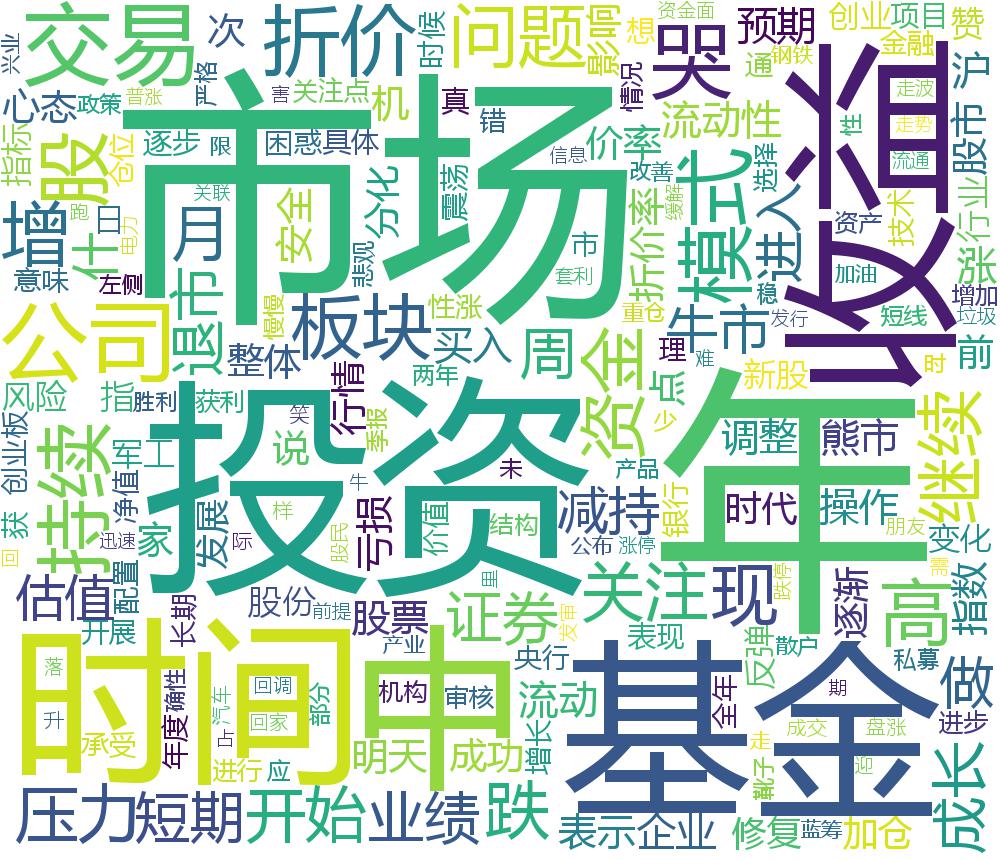 兴业
交易
次
折价
时候
问题
资金面
影响
想
哭
钢铁
预期
通
创业
项目
赞
金融
沪
严格
心态
政策
普涨
害
关注点
机
真
情况
走波
指标
仓位
股
逐步
限
困惑具体
错
流动性
价率
性
走势
股市
市场
收益
信息
改善
选择
流通
增
跑
关联
月
安全
分化
震荡
折价率
缓解
模式
进入
资产
技术
行业
电力
什
日
悲观
市
套利
稳
加油
涨
意味
左侧
退市
慢慢
性涨
重仓
牛市
发行
短线
增加
垃圾
公司
整体
板块
买入
周
资金
理
难
新股
时
前
风险
指
胜利
获利
笑
行情
季报
两年
点
少
创业板
持续
军工
说
投资
未
产品
年
调整
熊市
继续
获
净值
迅速
家
发展
际
样
牛
股民
亏损
价值
结构
减持
银行
时代
操作
朋友
回
配置
公布
涨停
变化
里
需
估值
开展
长期
股份
前提
股票
证券
发审
关注
现
跌停
逐渐
高
指数
表现
反弹
散户
时间
中
产业
央行
私募
落
年度
确性
汽车
回调
部分
机构
审核
流动
基金
全年
期
做
升
占
回家
成交
盘涨
进步
承受
进行
应
明天
成功
增长
走
靴子
迎
成长
压力
短期
开始
业绩
跌
表示
企业
修复
蓝筹
加仓